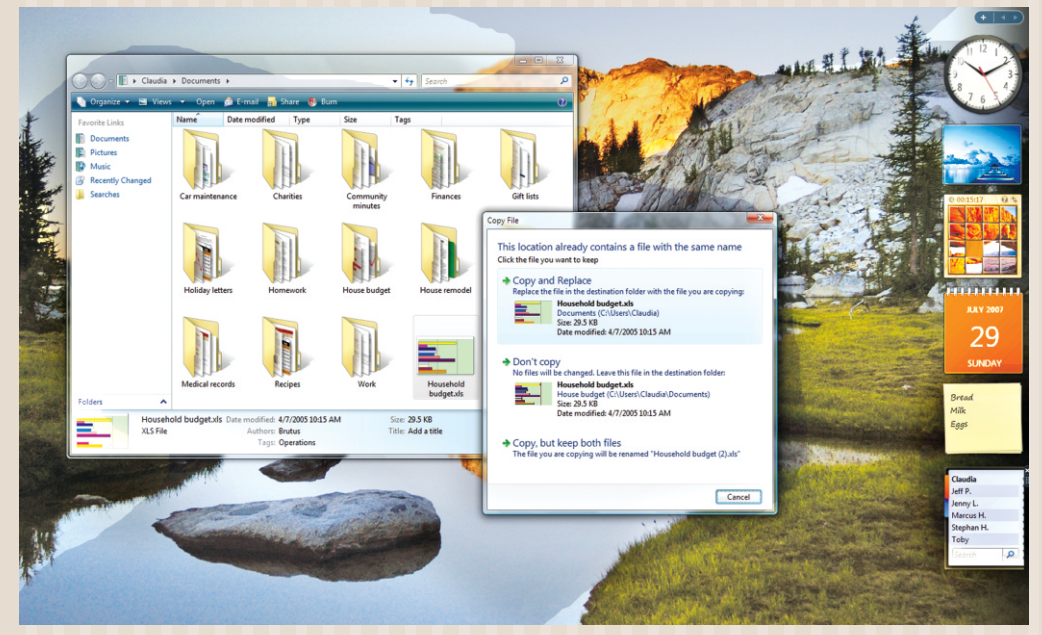 Claudia ▸ Documents ▸
Search
Organize Views Open E-mail Share Burn
Favorite Links
Documents
Pictures
Music
Recently Changed
Searches
Folders
Name Date modified Type Size Tags
Car maintenance
Charities
Community
minutes
Finances
Gift lists
Holiday letters
Homework
House budget
House remodel
Medical records
Recipes
Work
Household
budget.xls
Household budget.xls Date modified: 4/7/2005 10:15 AM Size: 29.5 KB
XLS File Authors: Brutus Title: Add a title
Tags: Operations
Copy File
This location already contains a file with the same name
Click the file you want to keep
Copy and Replace
Replace the file in the destination folder with the file you are copying:
Household budget.xls
Documents (C:\Users\Claudia)
Size: 29.5 KB
Date modified: 4/7/2005 10:15 AM
Don't copy
No files will be changed. Leave this file in the destination folder:
Household budget.xls
House budget (C:\Users\Claudia\Documents)
Size: 29.5 KB
Date modified: 4/7/2005 10:15 AM
Copy, but keep both files
The file you are copying will be renamed "Household budget (2).xls"
Cancel
00:15:17
JULY 2007
29
SUNDAY
Bread
Milk
Eggs
Claudia
Jeff P.
Jenny L.
Marcus H.
Stephan H.
Toby
Search